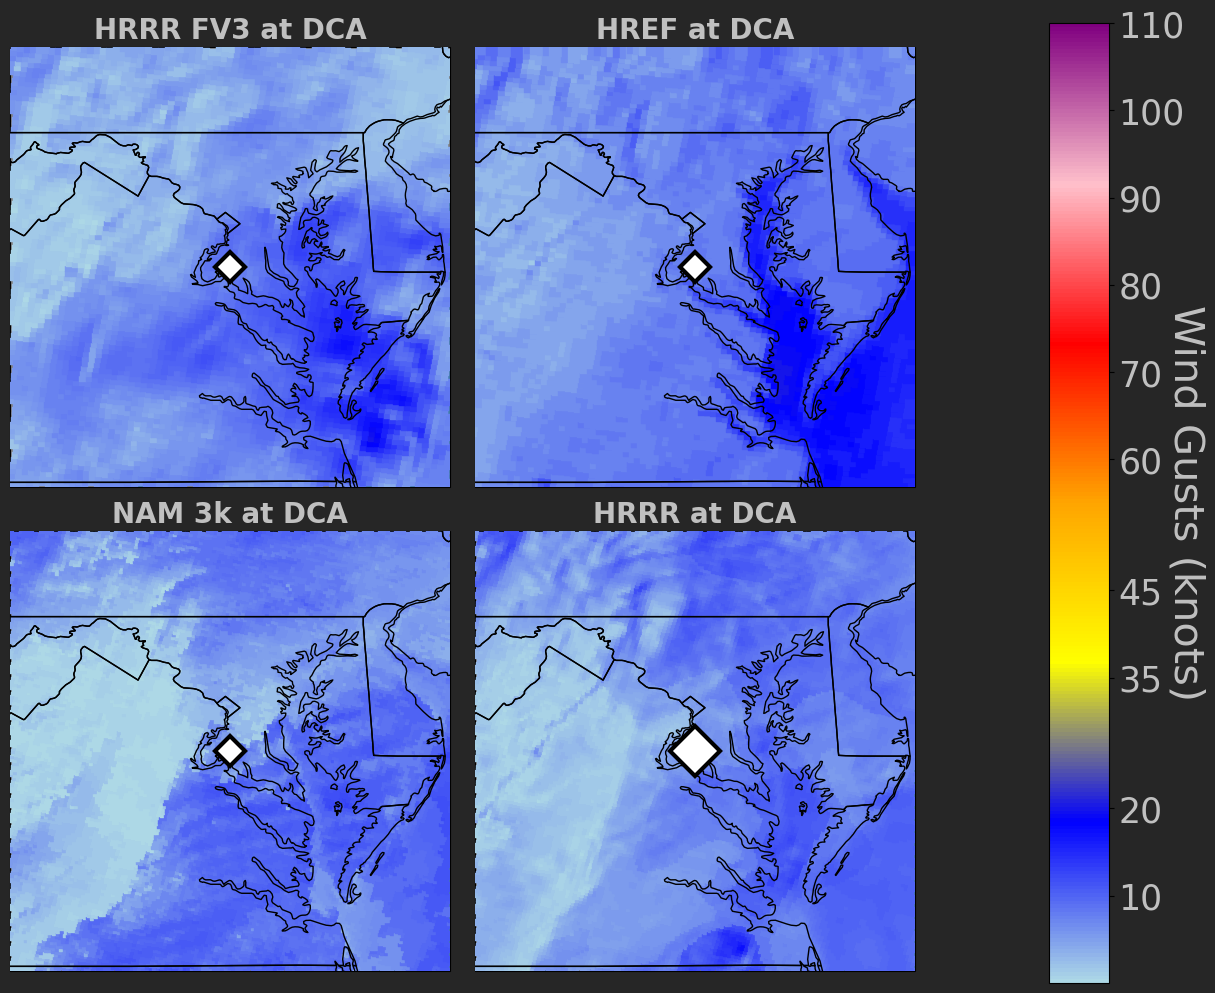 HRRR FV3 at DCA
HREF at DCA
NAM 3k at DCA
HRRR at DCA
110
100
90
80
70
60
45
35
20
10
Wind Gusts (knots)